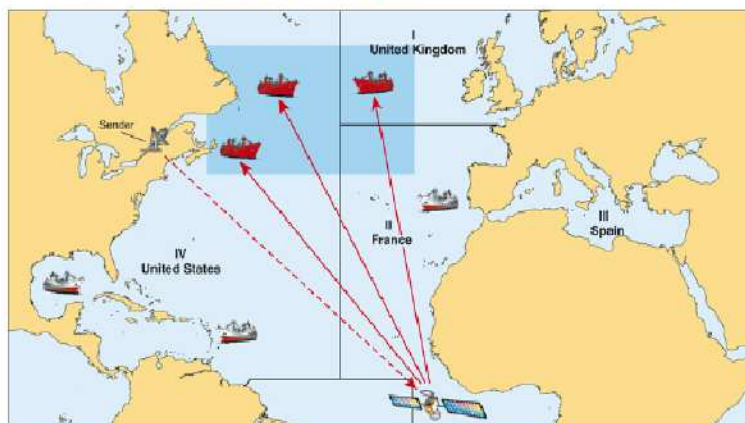 I
United Kingdom
Sender
II
France
III
Spain
IV
United States